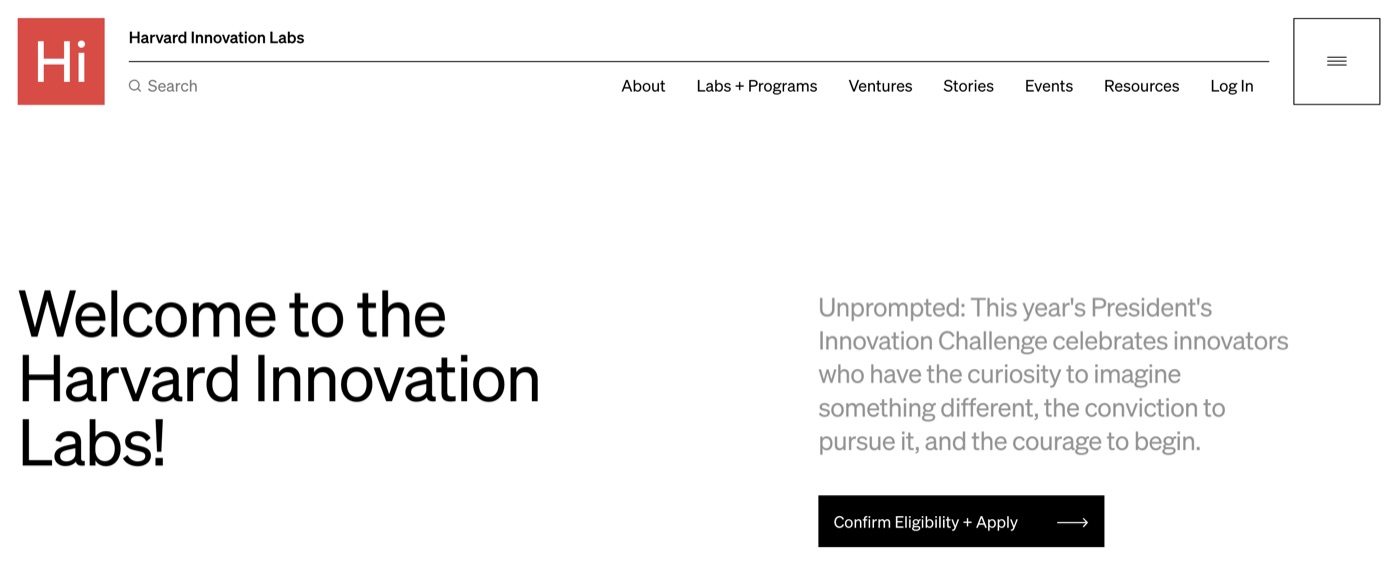 Hi
Harvard Innovation Labs
Search
About
Labs + Programs
Ventures
Stories
Events
Resources
Log In
Welcome to the
Harvard Innovation
Labs!
Unprompted: This year's President's
Innovation Challenge celebrates innovators
who have the curiosity to imagine
something different, the conviction to
pursue it, and the courage to begin.
Confirm Eligibility + Apply